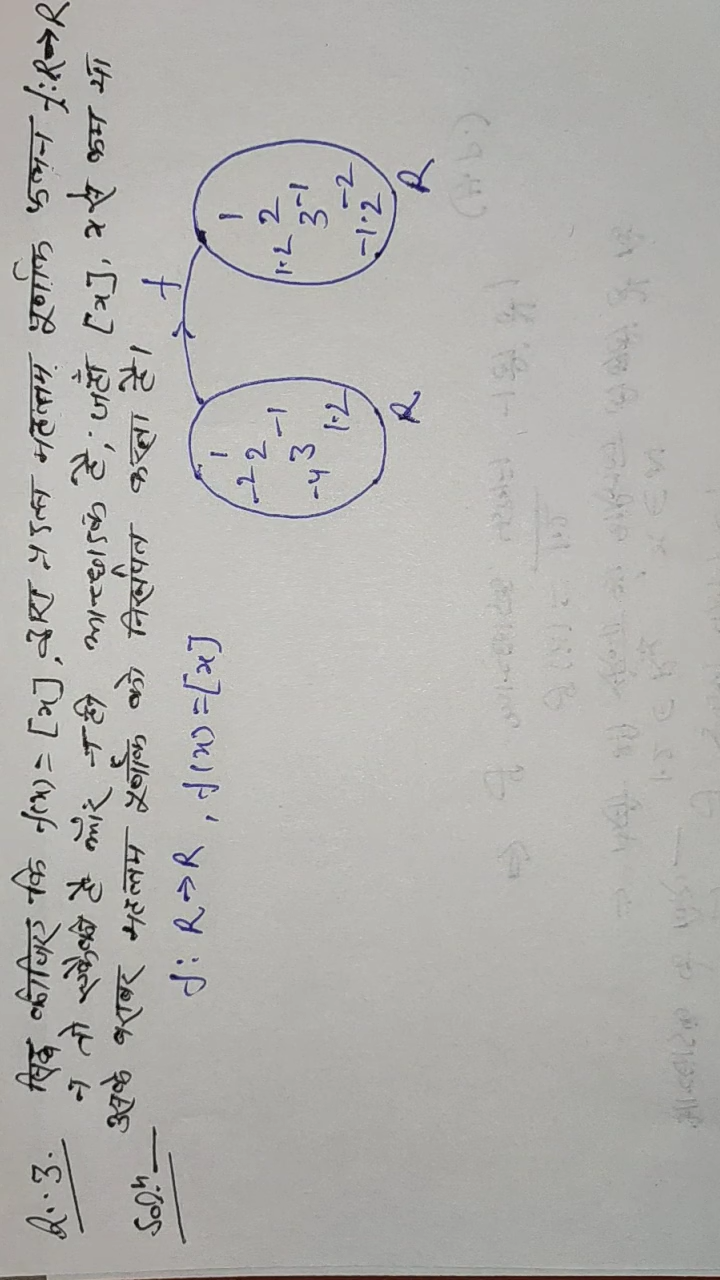 Q.3. सिद्ध कीजिए कि f(x) = [x], द्वारा प्रदत्त महत्तम पूर्णांक फलन f: R→R
न तो एकैकी है और न ही आच्छादक है, जहाँ [x], x से कम या
उसके बराबर महत्तम पूर्णांक को निरूपित करता है।
Soln.
f: R→R, f(x)=[x]
f
1
-2 2 -1
-4 3
1.2
R
1
1.2 2 -1
3
-2
-1.2
R